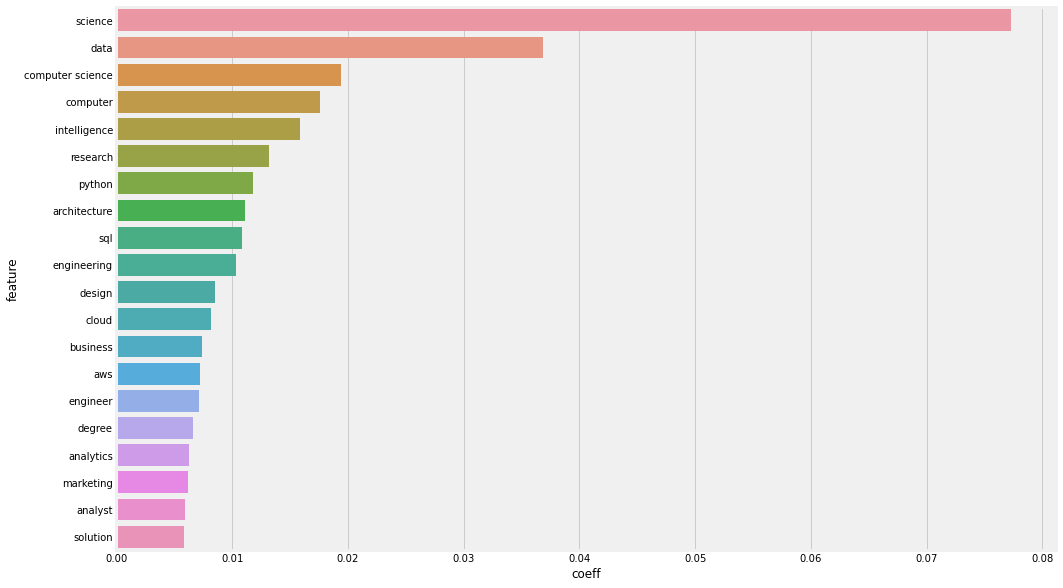 science
data
computer science
computer
intelligence
research
python
architecture
sql
engineering
design
cloud
business
aws
engineer
degree
analytics
marketing
analyst
solution
feature
0.00 0.01 0.02 0.03 0.04 0.05 0.06 0.07 0.08
coeff